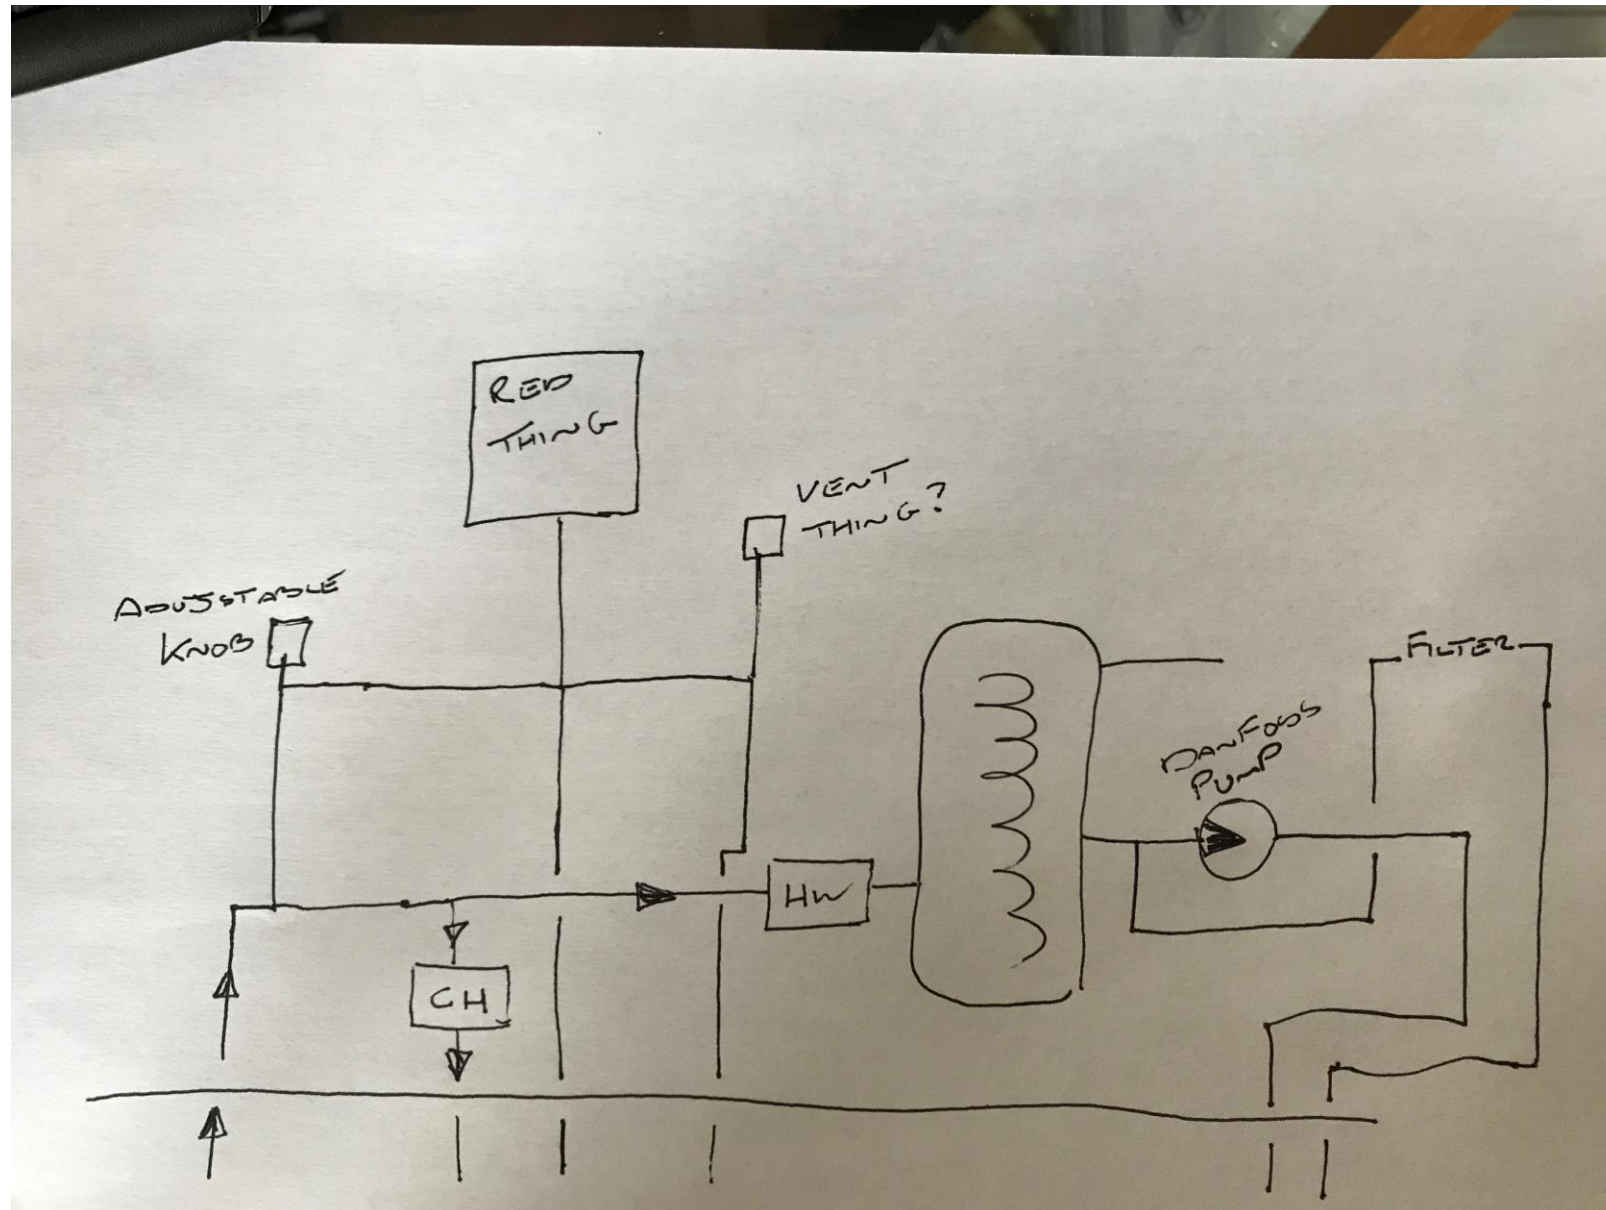 RED
THING
VENT
THING?
ADJUSTABLE
KNOB
FILTER
DANFOSS
PUMP
HW
CH